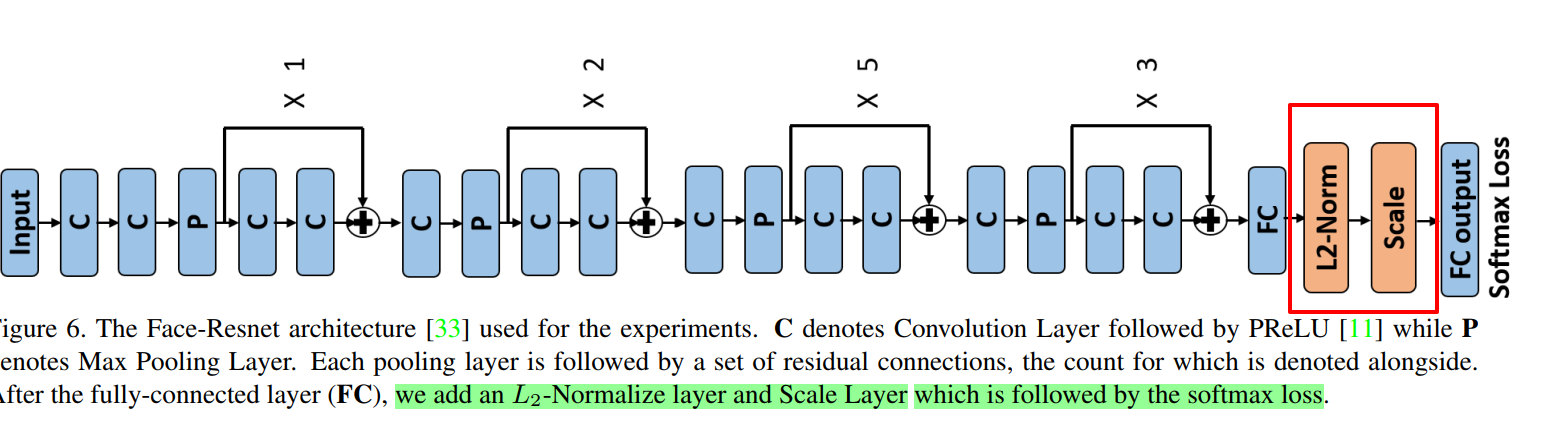 X 1
X 2
X 5
X 3
Input
C
C
P
C
C
C
P
C
C
C
P
C
C
C
P
C
C
FC
L2-Norm
Scale
FC output
Softmax Loss
igure 6. The Face-Resnet architecture [33] used for the experiments. C denotes Convolution Layer followed by PReLU [11] while P
enotes Max Pooling Layer. Each pooling layer is followed by a set of residual connections, the count for which is denoted alongside.
fter the fully-connected layer (FC), we add an L₂-Normalize layer and Scale Layer which is followed by the softmax loss.